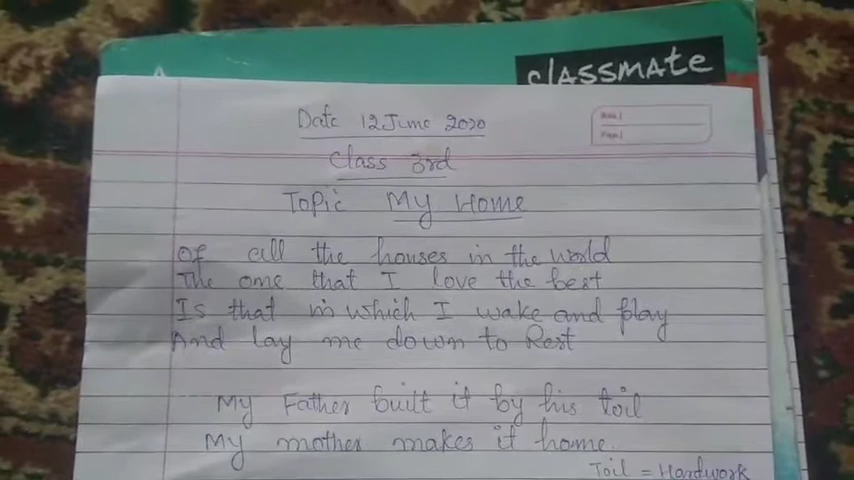 classmate
Date 12 June 2020
Class 3rd
Topic My Home
Of all the houses in the world
The one that I love the best
Is that in which I wake and play
And lay me down to Rest
My Father built it by his toil
My mother makes it home.
Toil = Hardwork